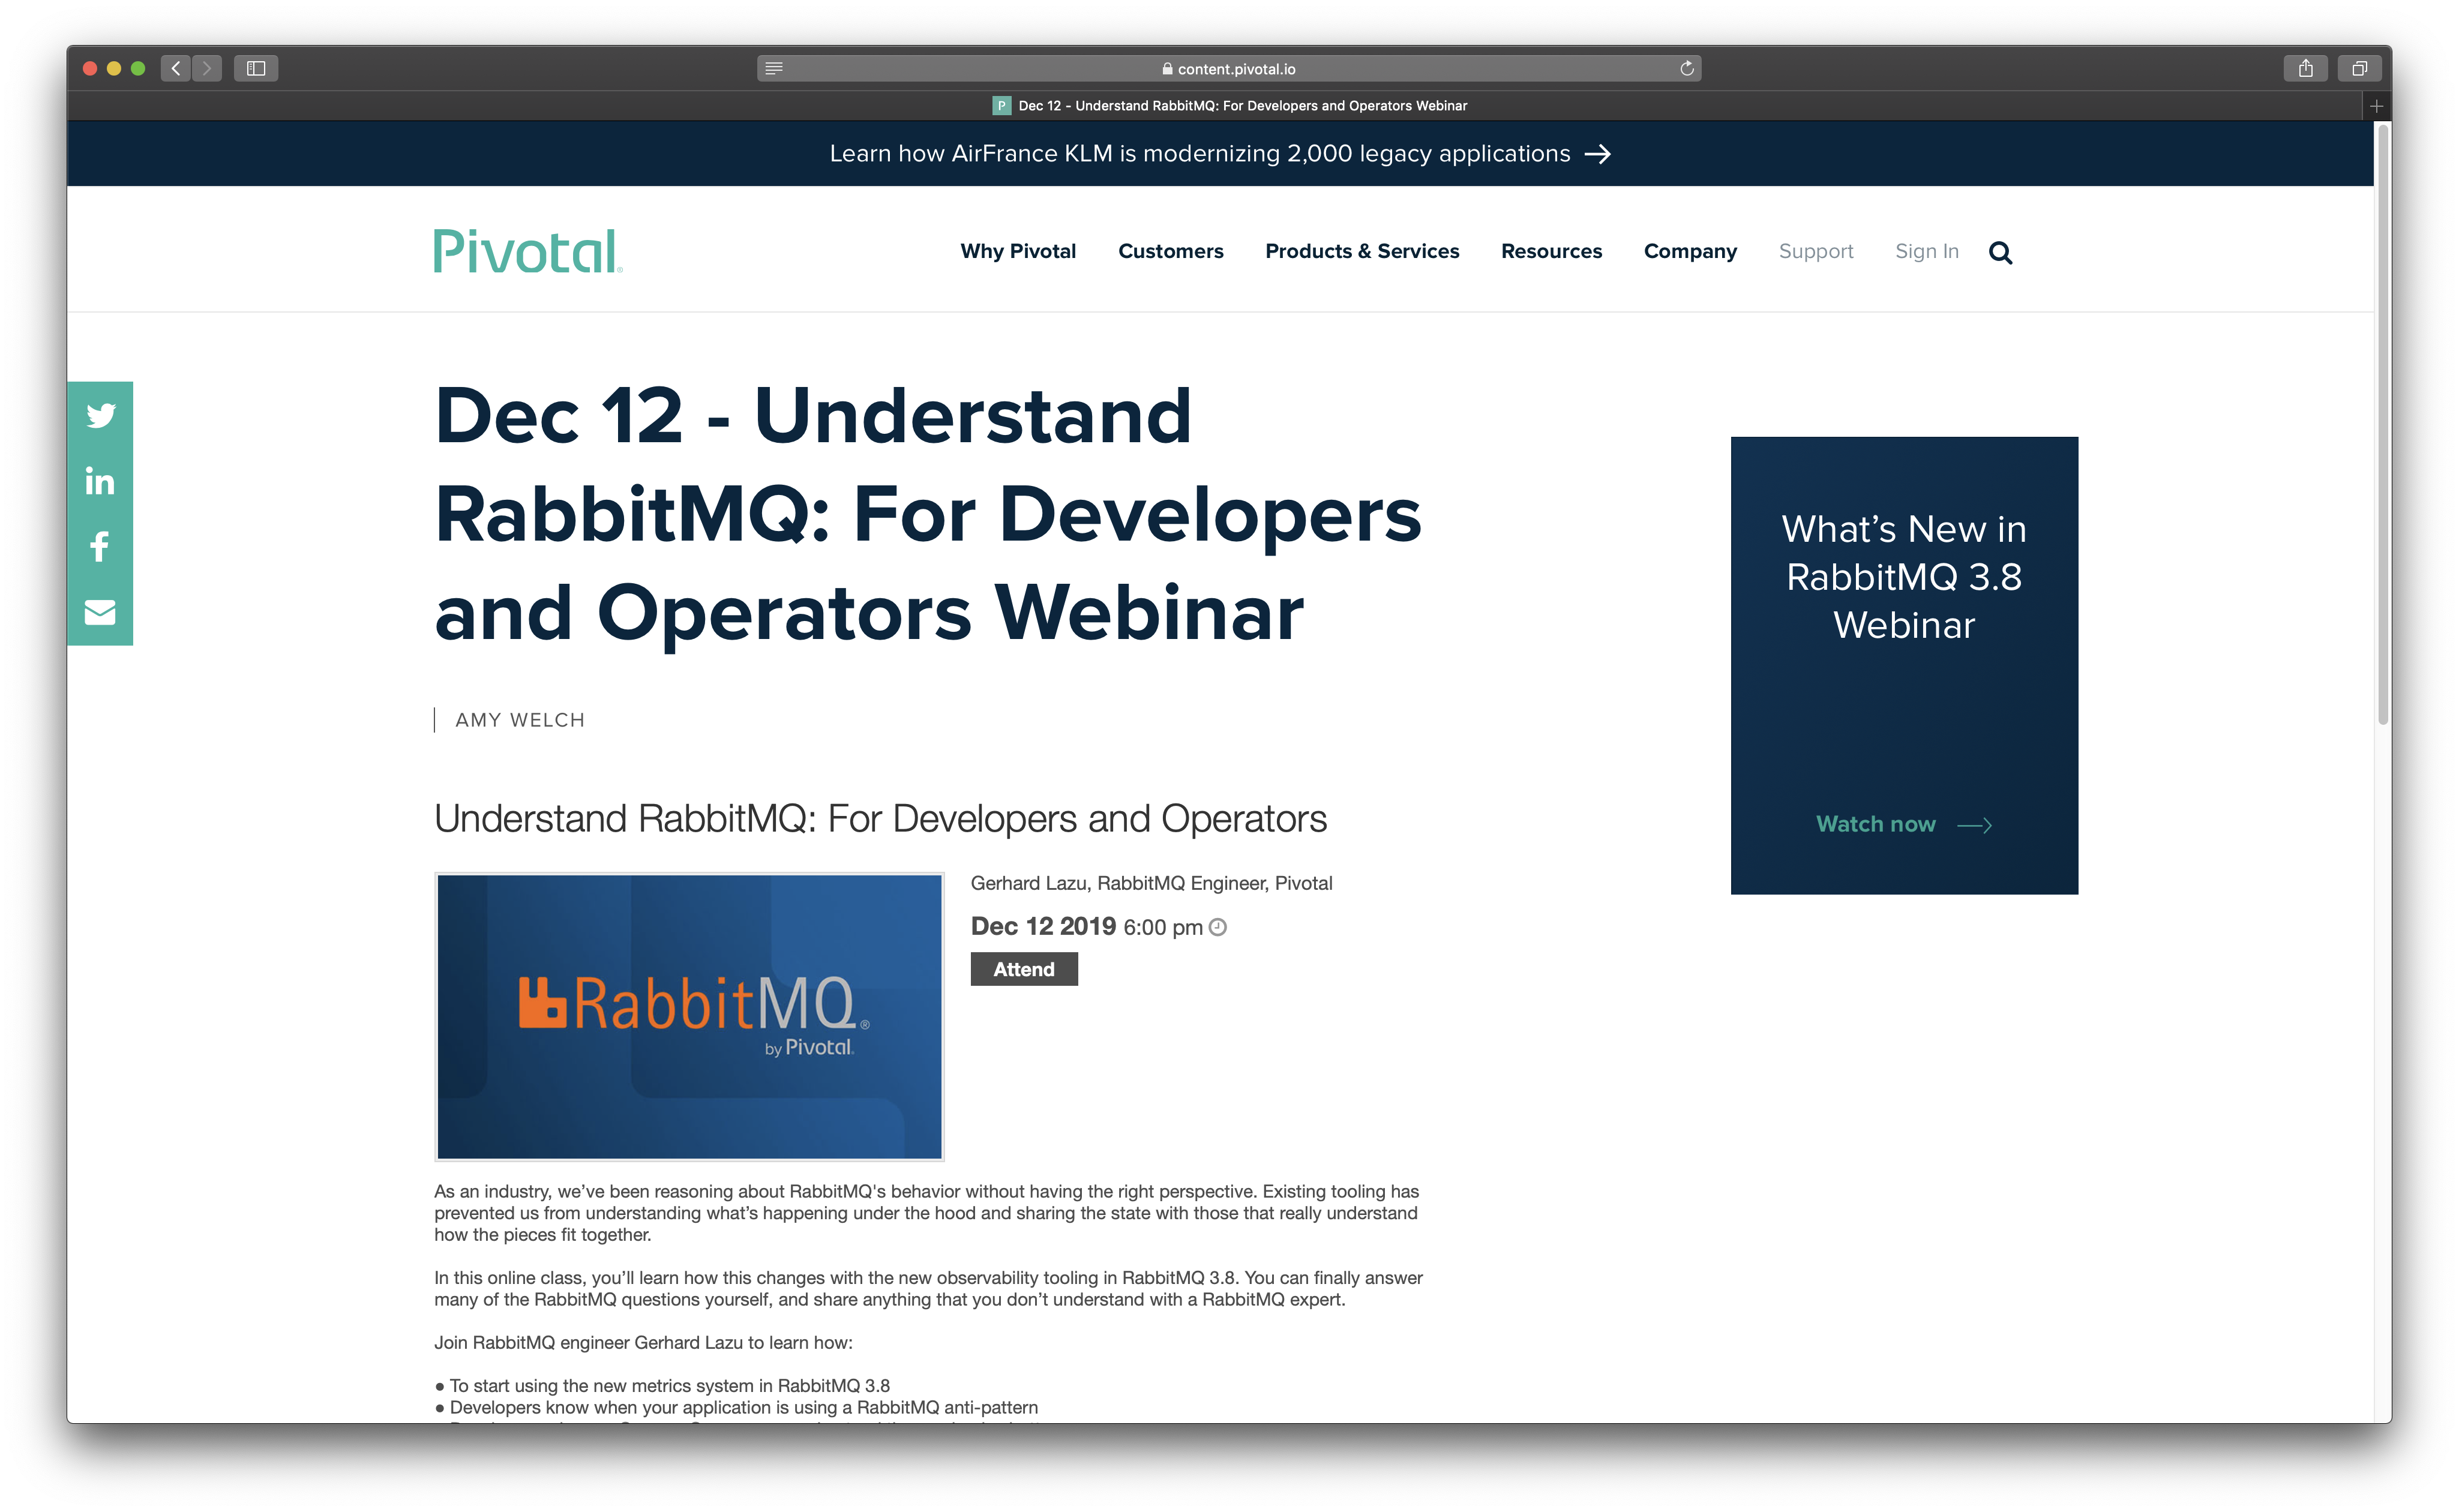 content.pivotal.io
P Dec 12 - Understand RabbitMQ: For Developers and Operators Webinar
Learn how AirFrance KLM is modernizing 2,000 legacy applications →
Pivotal®
Why Pivotal Customers Products & Services Resources Company Support Sign In
Dec 12 - Understand
RabbitMQ: For Developers
and Operators Webinar
AMY WELCH
What’s New in
RabbitMQ 3.8
Webinar
Watch now
Understand RabbitMQ: For Developers and Operators
RabbitMQ®
by Pivotal
Gerhard Lazu, RabbitMQ Engineer, Pivotal
Dec 12 2019 6:00 pm
Attend
As an industry, we’ve been reasoning about RabbitMQ's behavior without having the right perspective. Existing tooling has
prevented us from understanding what’s happening under the hood and sharing the state with those that really understand
how the pieces fit together.
In this online class, you’ll learn how this changes with the new observability tooling in RabbitMQ 3.8. You can finally answer
many of the RabbitMQ questions yourself, and share anything that you don’t understand with a RabbitMQ expert.
Join RabbitMQ engineer Gerhard Lazu to learn how:
● To start using the new metrics system in RabbitMQ 3.8
● Developers know when your application is using a RabbitMQ anti-pattern